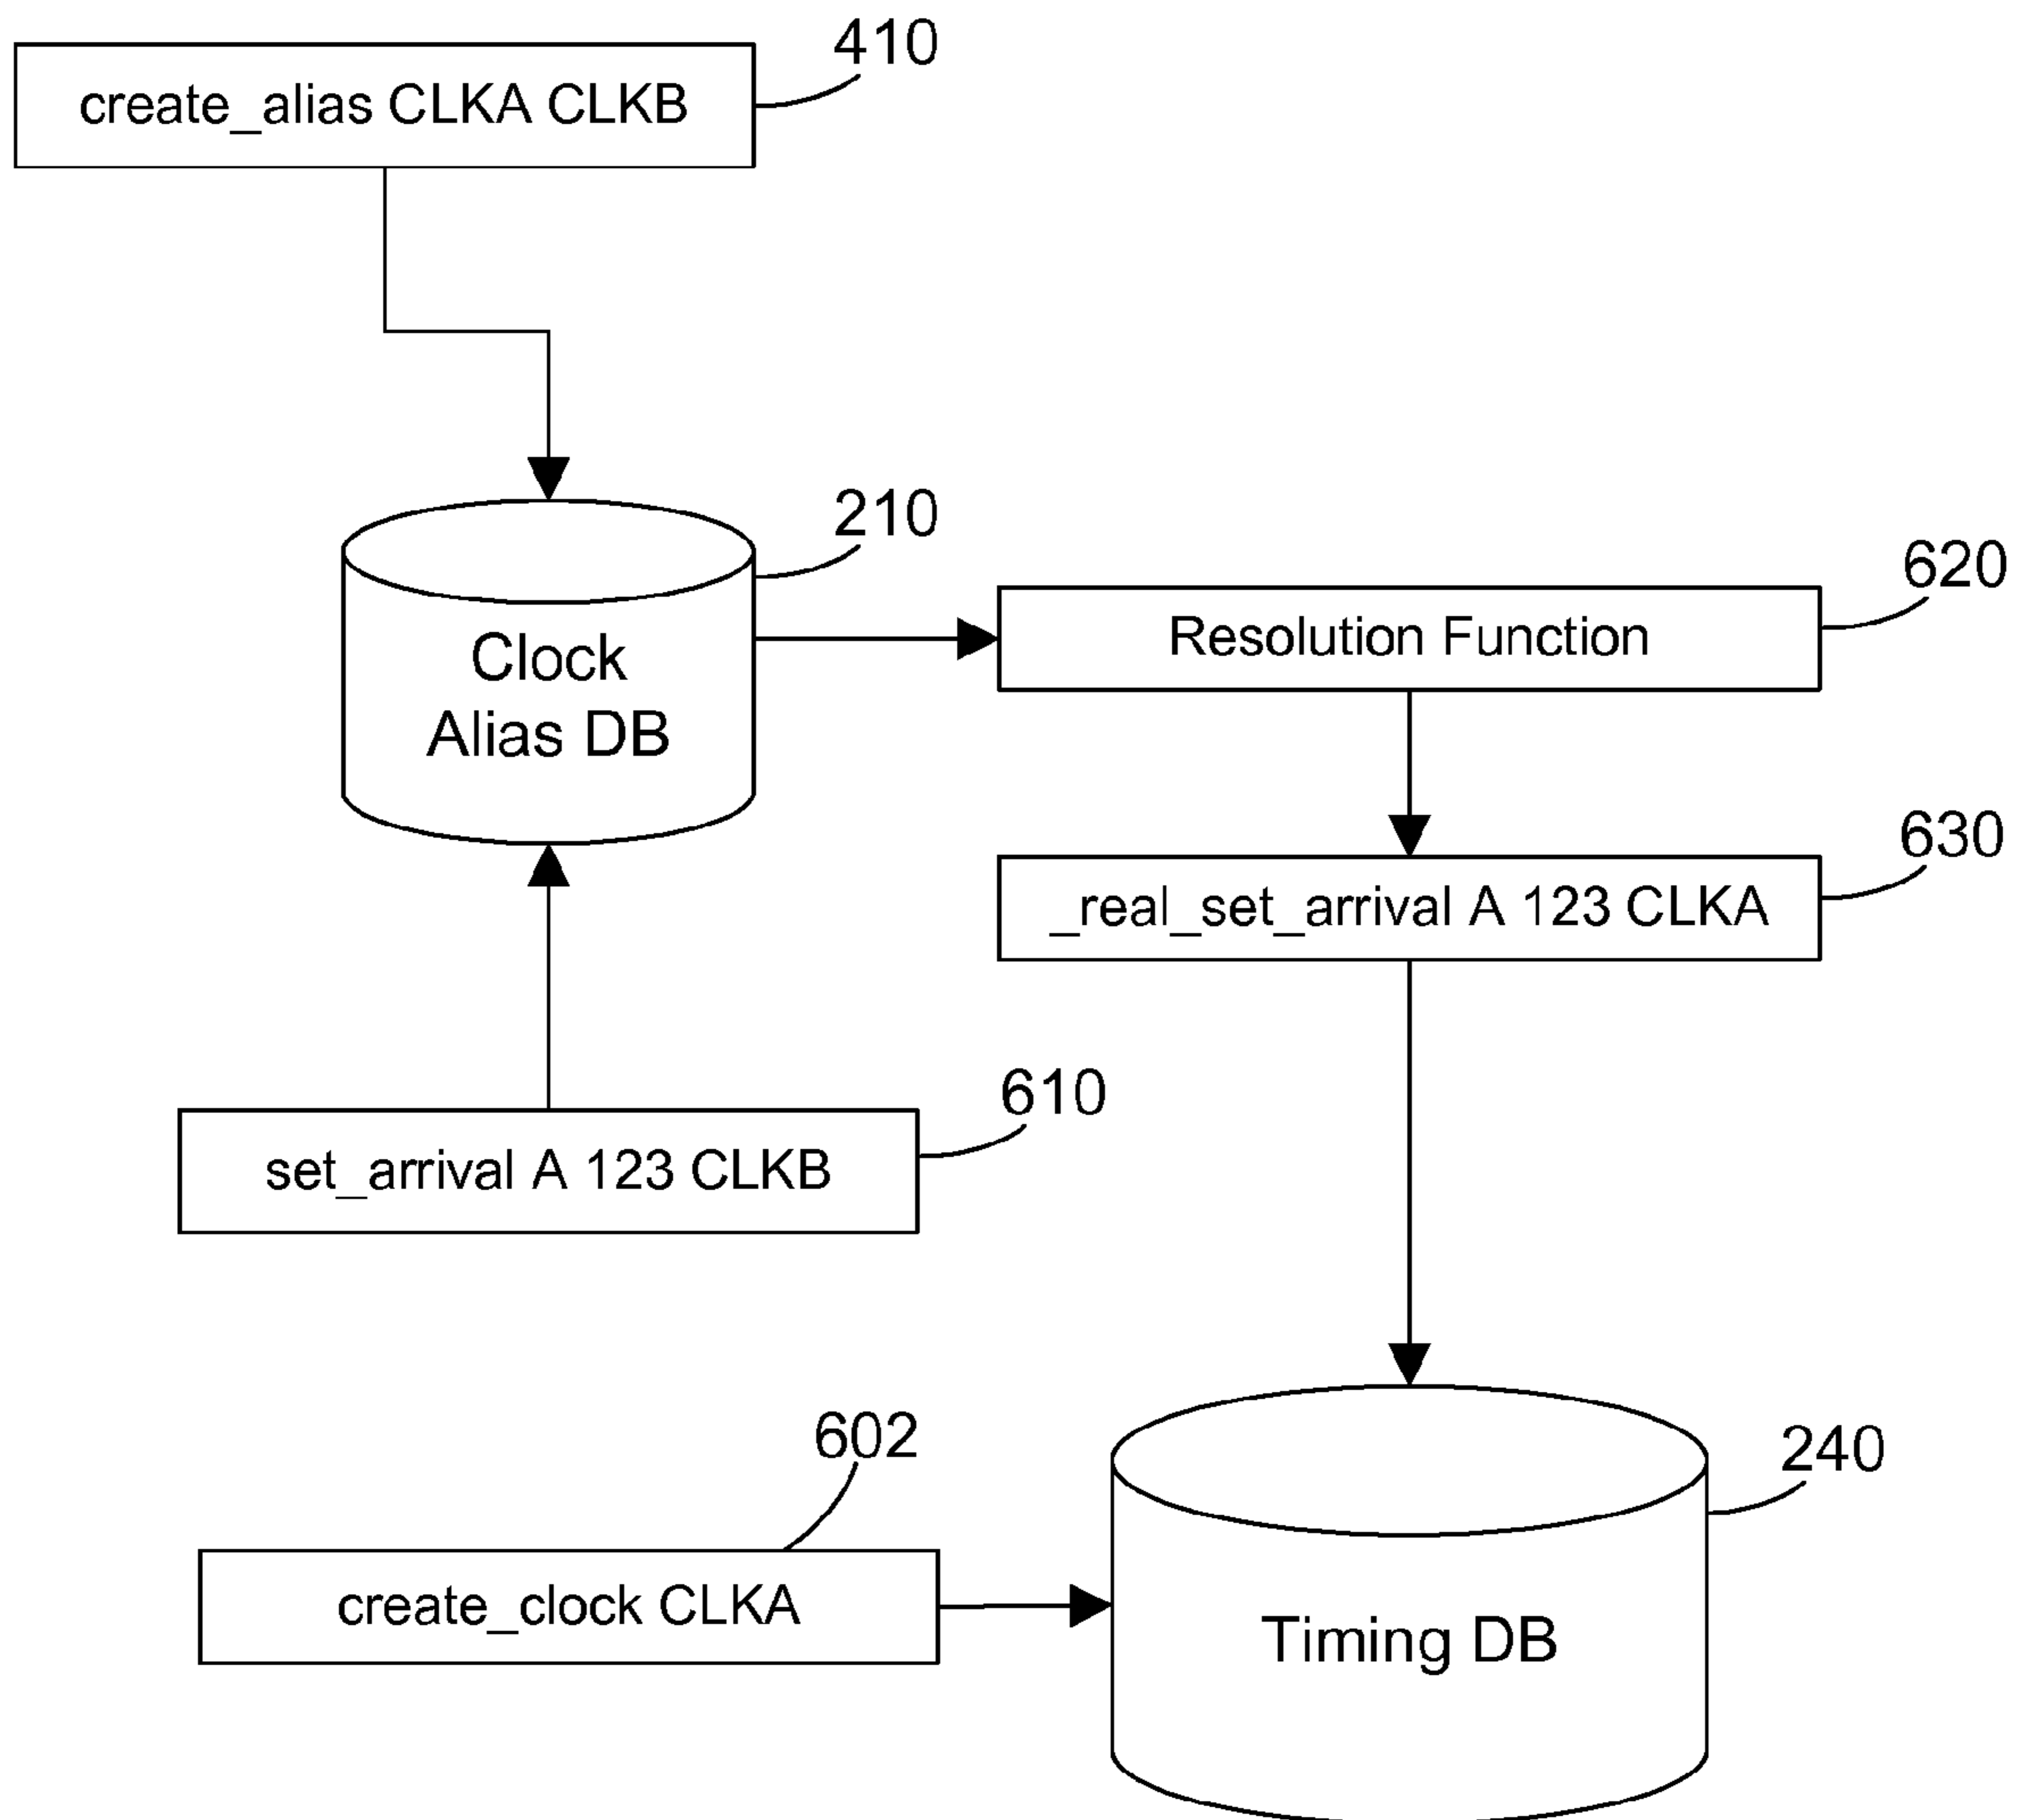 410
create_alias CLKA CLKB
210
Clock
Alias DB
620
Resolution Function
630
_real_set_arrival A 123 CLKA
610
set_arrival A 123 CLKB
602
create_clock CLKA
240
Timing DB